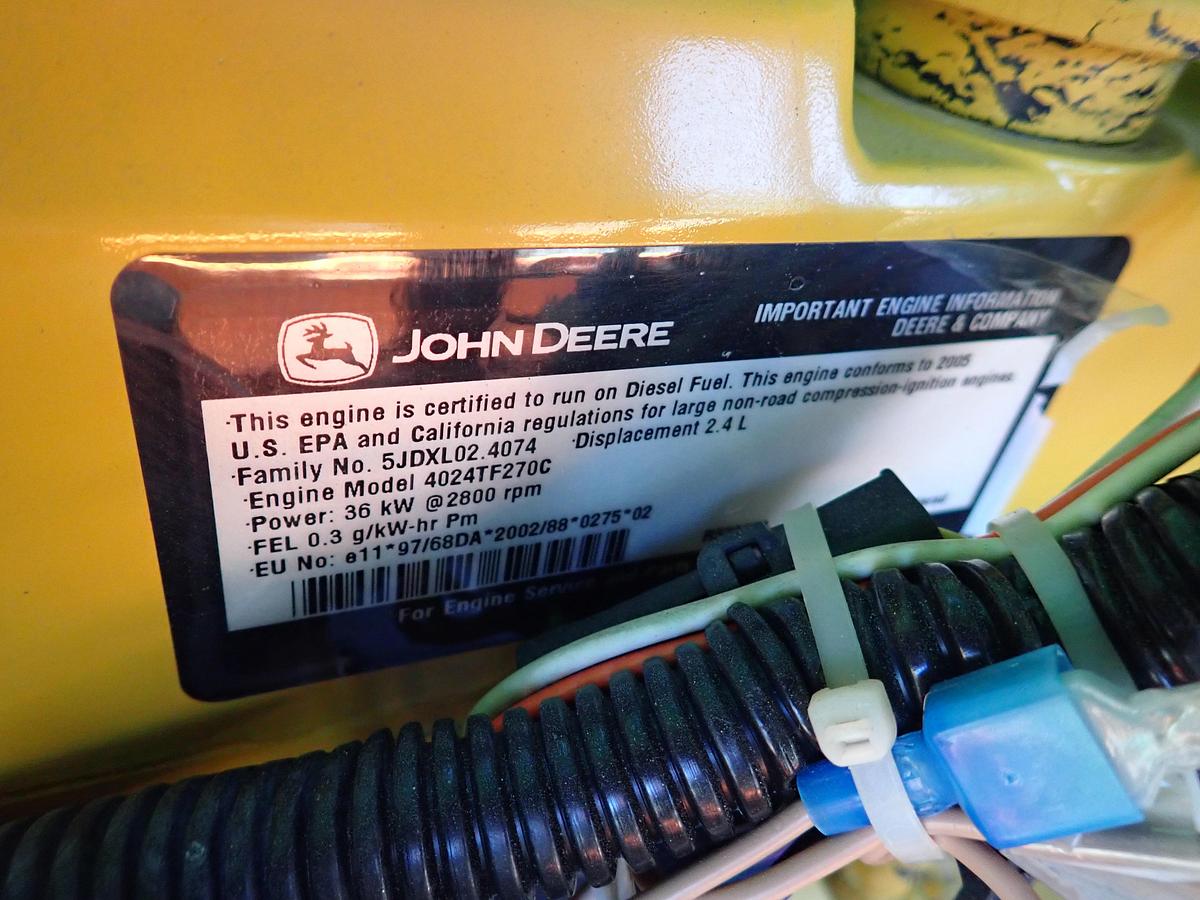 JOHN DEERE
IMPORTANT ENGINE INFORMATION
DEERE & COMPANY
·This engine is certified to run on Diesel Fuel. This engine conforms to 2005
U.S. EPA and California regulations for large non-road compression-ignition engines.
·Family No. 5JDXL02.4074 ·Displacement 2.4 L
·Engine Model 4024TF270C
·Power: 36 kW @2800 rpm
·FEL 0.3 g/kW-hr Pm
·EU No: e11*97/68DA*2002/88*0275*02
For Engine Service